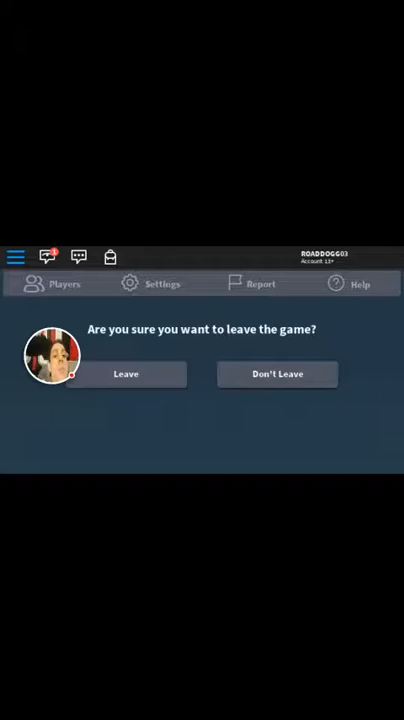 1
ROADDOGG03
Account: 13+
Players
Settings
Report
Help
Are you sure you want to leave the game?
Leave
Don't Leave